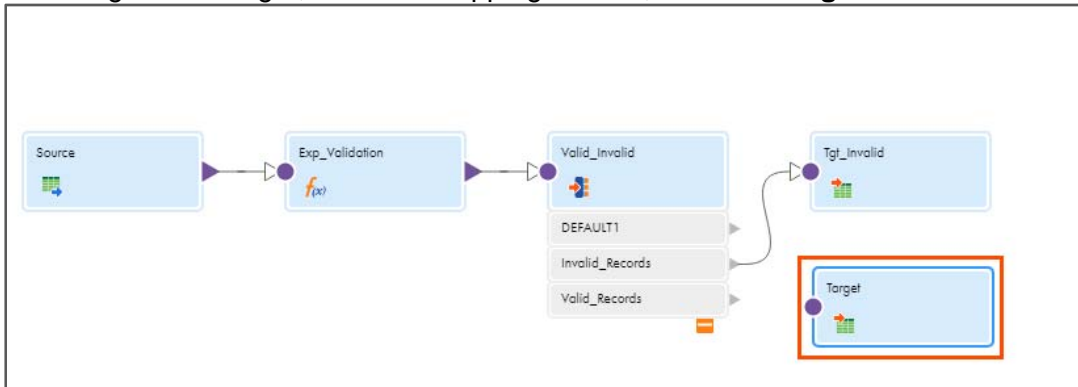 Source
Exp_Validation
f(x)
Valid_Invalid
DEFAULT1
Invalid_Records
Valid_Records
Tgt_Invalid
Target